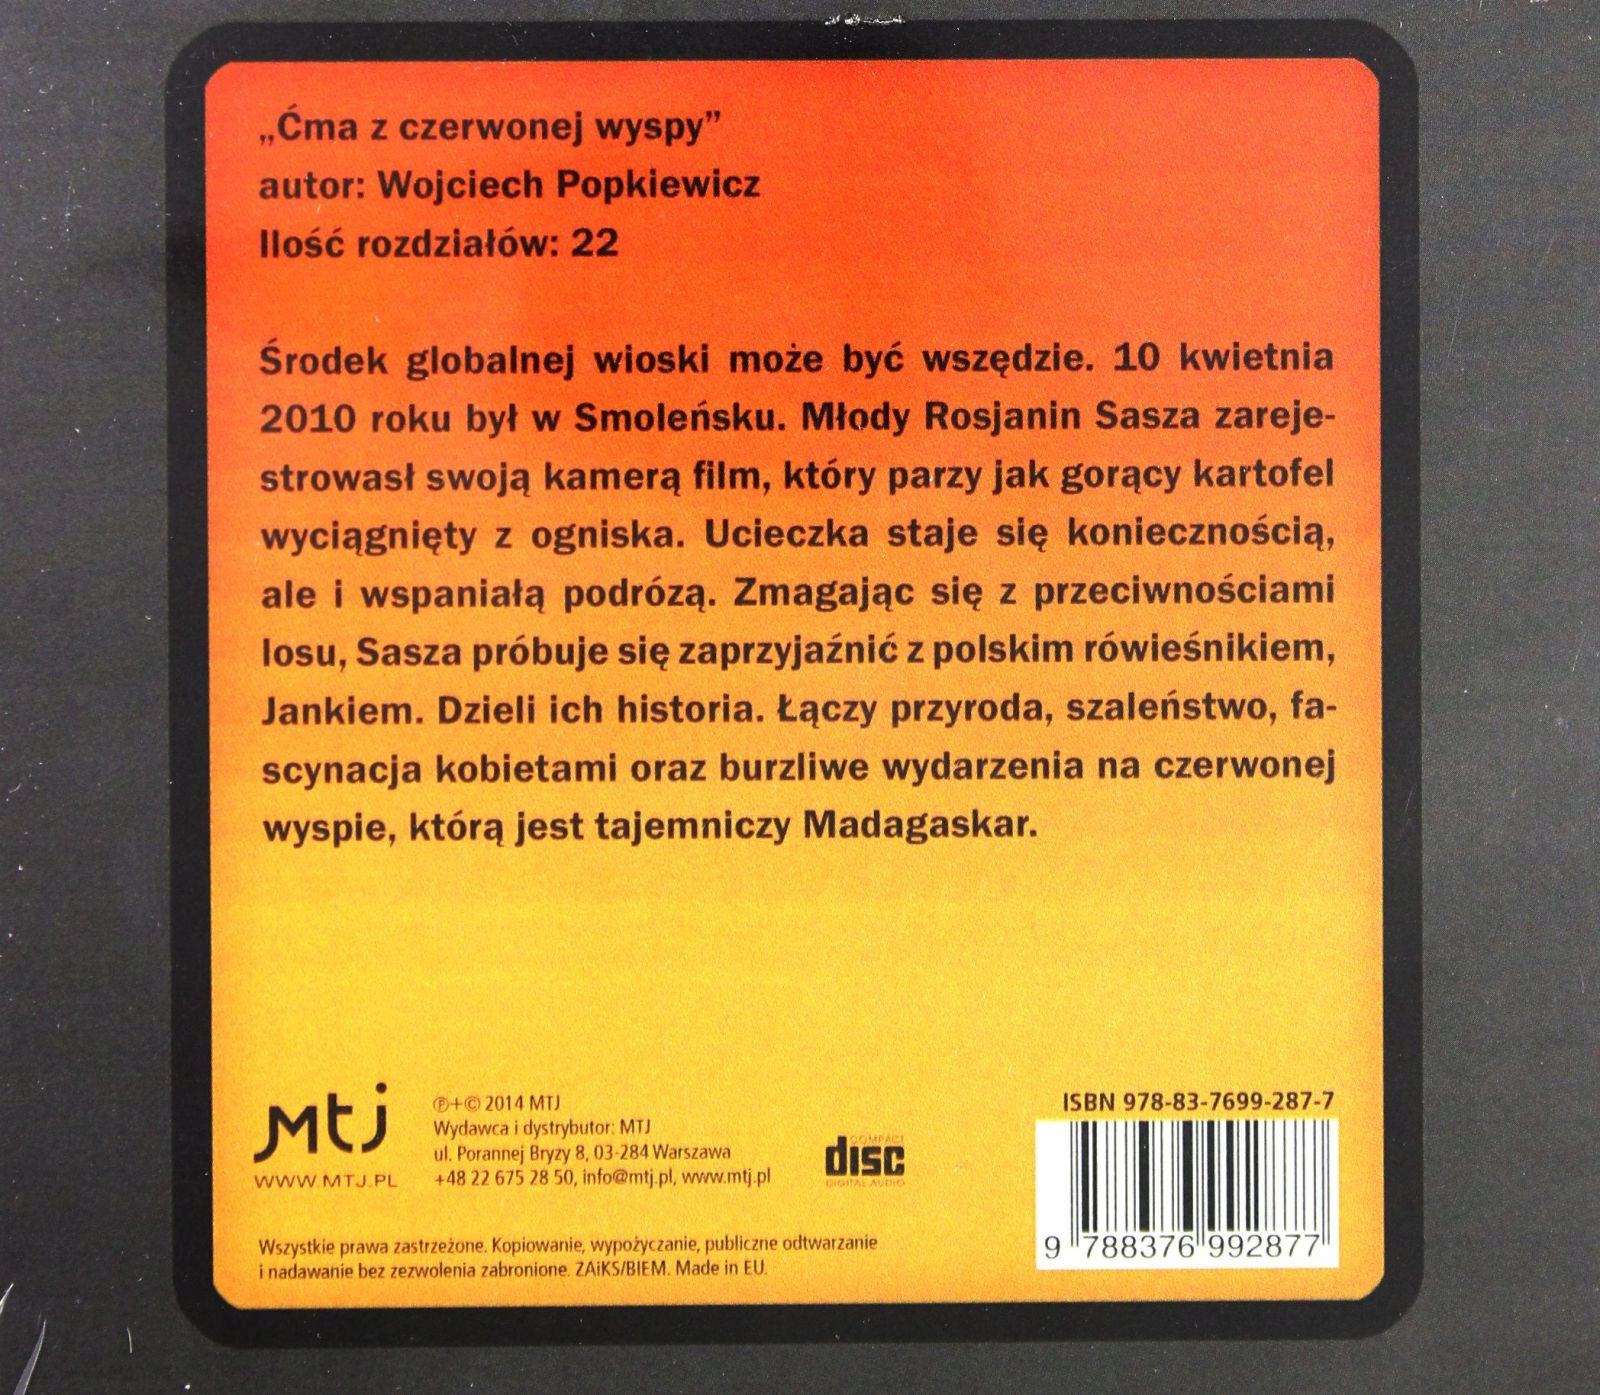 „Ćma z czerwonej wyspy”
autor: Wojciech Popkiewicz
Ilość rozdziałów: 22
Środek globalnej wioski może być wszędzie. 10 kwietnia
2010 roku był w Smoleńsku. Młody Rosjanin Sasza zareje-
strowasł swoją kamerą film, który parzy jak gorący kartofel
wyciągnięty z ogniska. Ucieczka staje się koniecznością,
ale i wspaniałą podrózą. Zmagając się z przeciwnościami
losu, Sasza próbuje się zaprzyjaźnić z polskim rówieśnikiem,
Jankiem. Dzieli ich historia. Łączy przyroda, szaleństwo, fa-
scynacja kobietami oraz burzliwe wydarzenia na czerwonej
wyspie, którą jest tajemniczy Madagaskar.
mtj
WWW.MTJ.PL
℗+© 2014 MTJ
Wydawca i dystrybutor: MTJ
ul. Porannej Bryzy 8, 03-284 Warszawa
+48 22 675 28 50, info@mtj.pl, www.mtj.pl
COMPACT
disc
DIGITAL AUDIO
ISBN 978-83-7699-287-7
9 788376 992877
Wszystkie prawa zastrzeżone. Kopiowanie, wypożyczanie, publiczne odtwarzanie
i nadawanie bez zezwolenia zabronione. ZAiKS/BIEM. Made in EU.